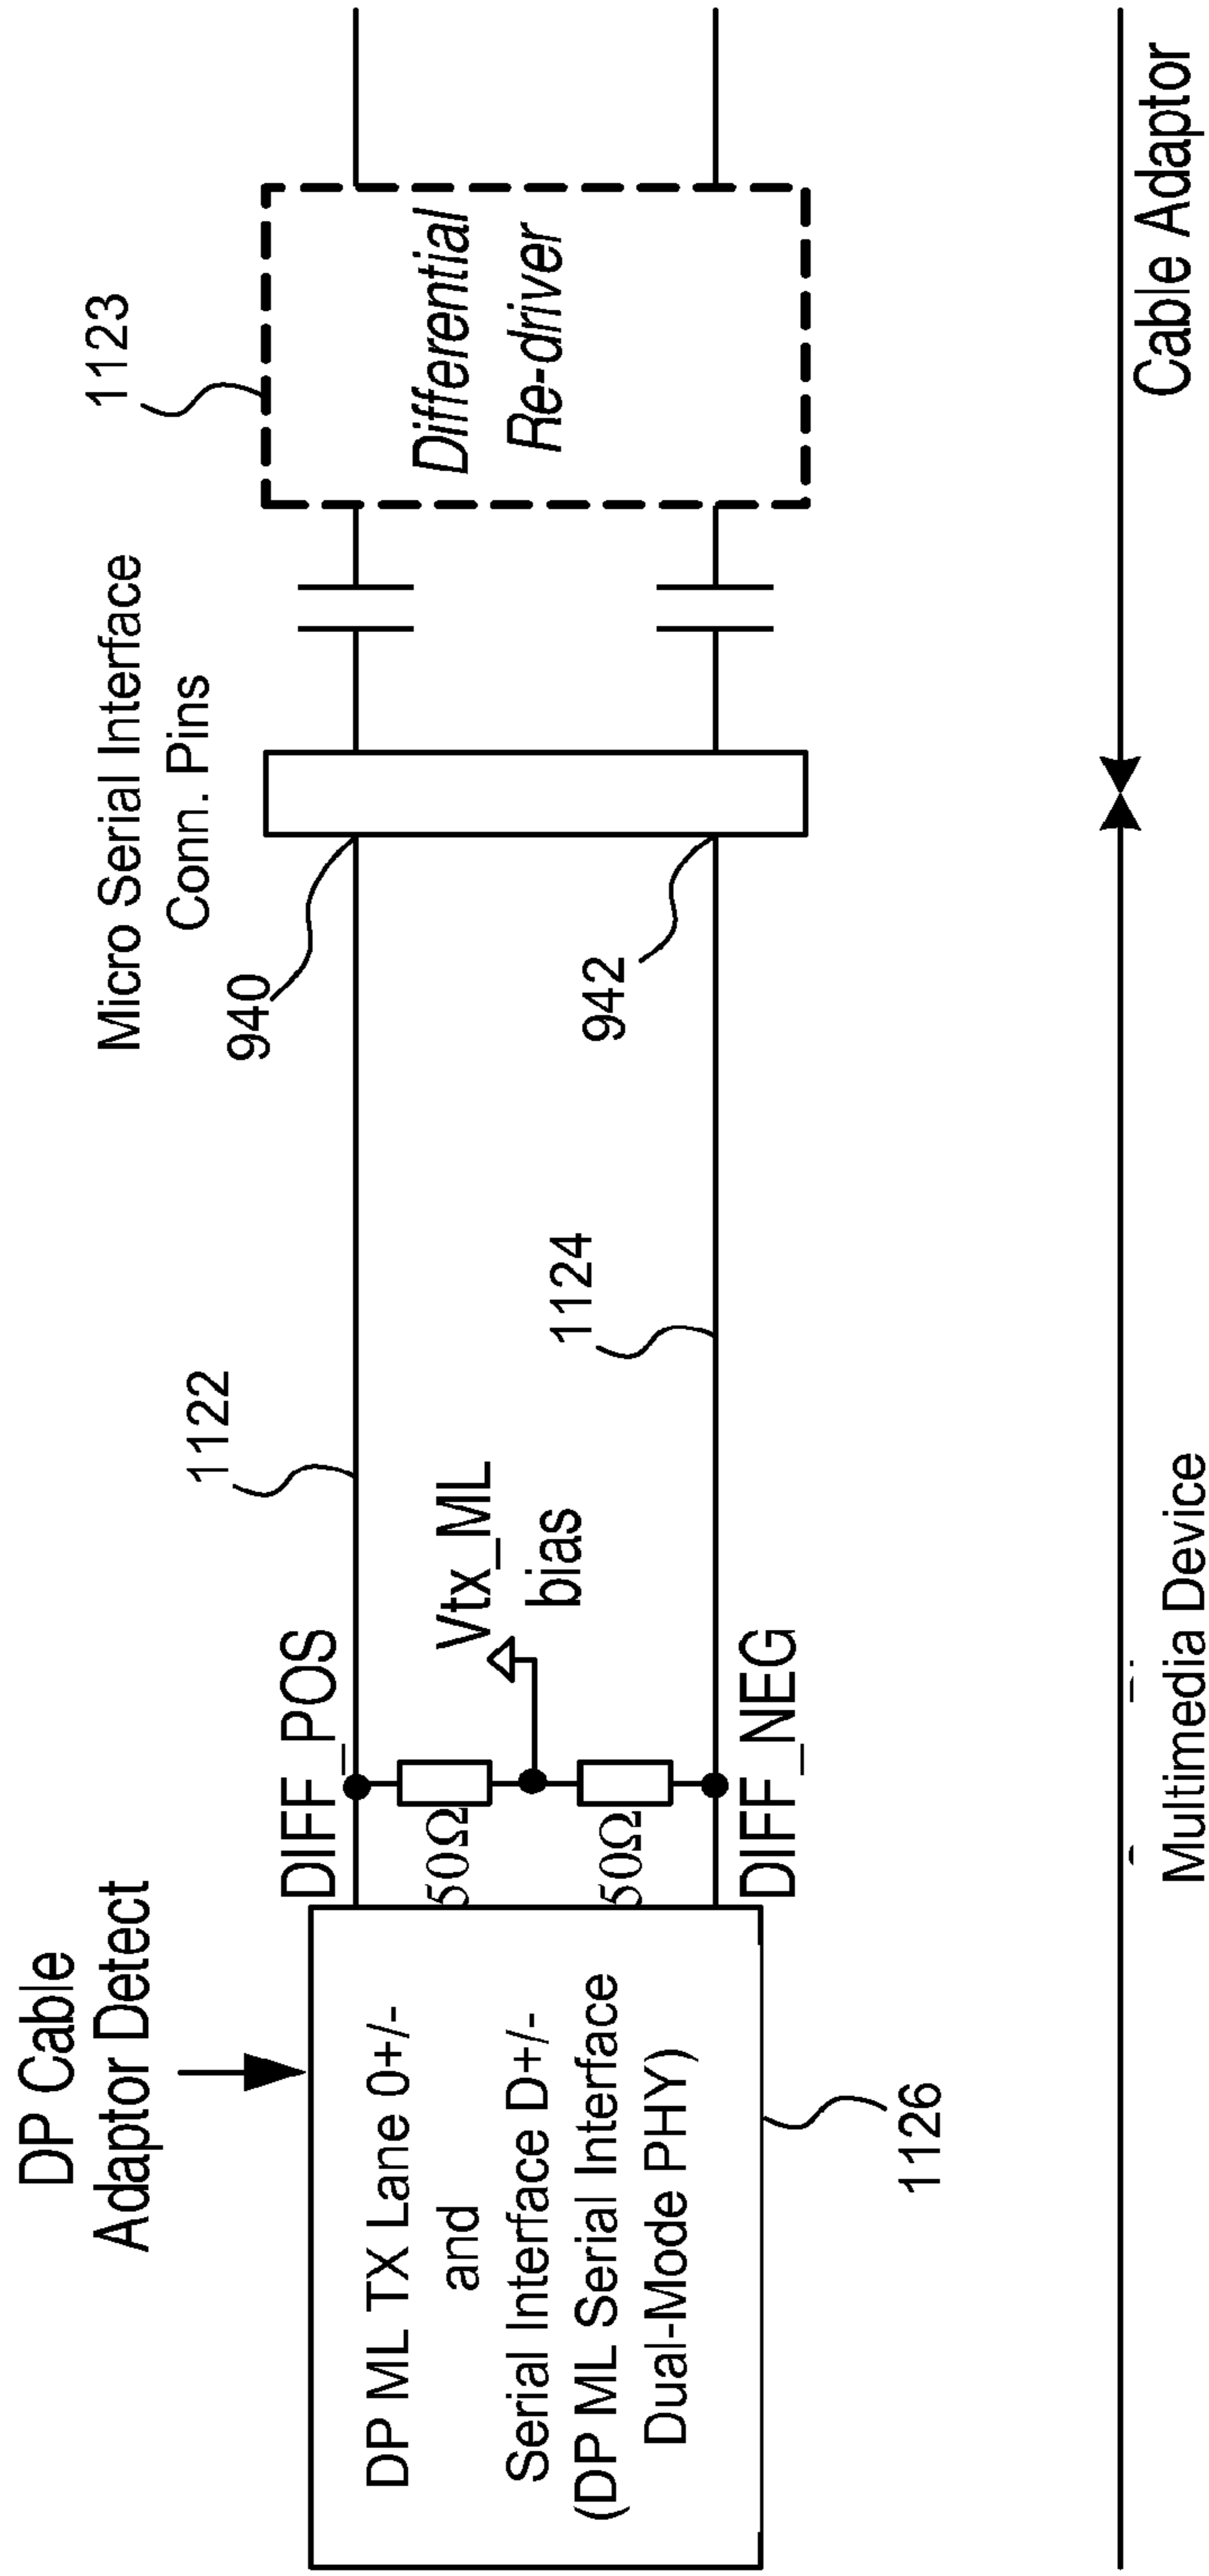 DP Cable
Adaptor Detect
DP ML TX Lane 0+/-
and
Serial Interface D+/-
(DP ML Serial Interface
Dual-Mode PHY)
1126
DIFF_POS
50Ω
50Ω
DIFF_NEG
Vtx_ML
bias
1122
1124
Micro Serial Interface
Conn. Pins
940
942
1123
Differential
Re-driver
Multimedia Device
Cable Adaptor